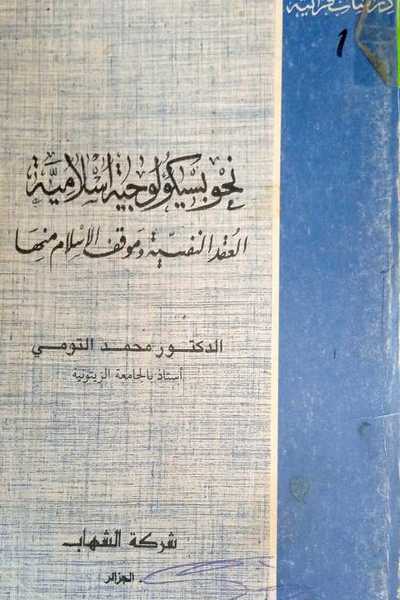 دراسات قرآنية
1
نحو بسيكولوجية إسلامية
العقد النفسية وموقف الإسلام منها
الدكتور محمد التومي
أستاذ بالجامعة الزيتونية
شركة الشهاب
الجزائر